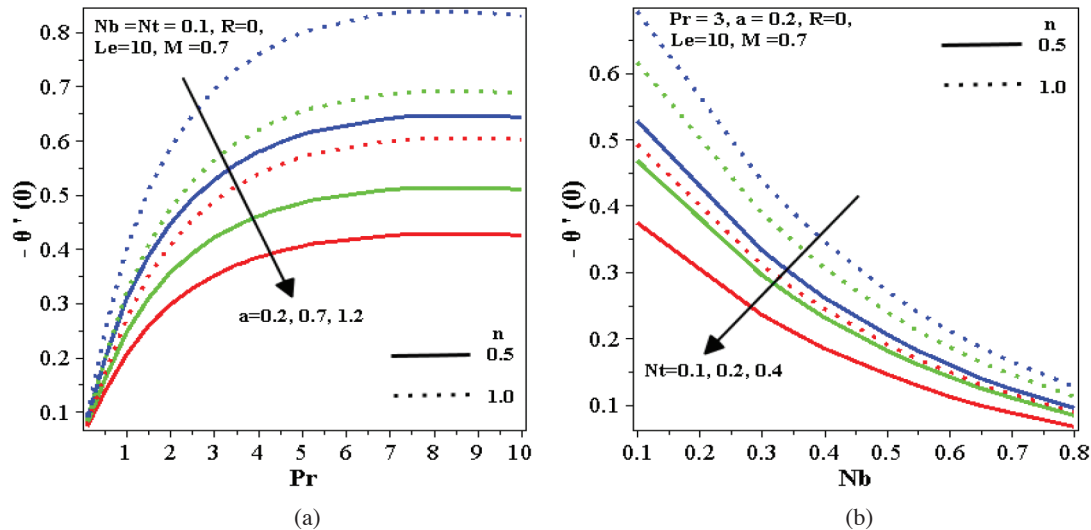 Nb =Nt = 0.1, R=0,
Le=10, M =0.7
0.8
0.7
0.6
0.5
0.4
0.3
0.2
0.1
- θ ' (0)
a=0.2, 0.7, 1.2
n
0.5
1.0
1 2 3 4 5 6 7 8 9 10
Pr
(a)
Pr = 3, a = 0.2, R=0,
Le=10, M =0.7
n
0.5
1.0
0.6
0.5
0.4
0.3
0.2
0.1
- θ ' (0)
Nt=0.1, 0.2, 0.4
0.1 0.2 0.3 0.4 0.5 0.6 0.7 0.8
Nb
(b)